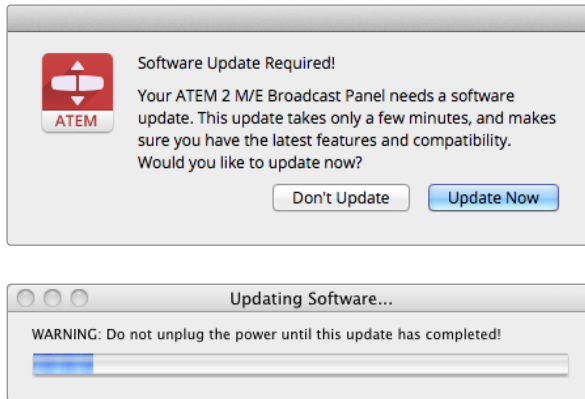 Software Update Required!
Your ATEM 2 M/E Broadcast Panel needs a software
update. This update takes only a few minutes, and makes
sure you have the latest features and compatibility.
Would you like to update now?
ATEM
Don't Update
Update Now
Updating Software...
WARNING: Do not unplug the power until this update has completed!